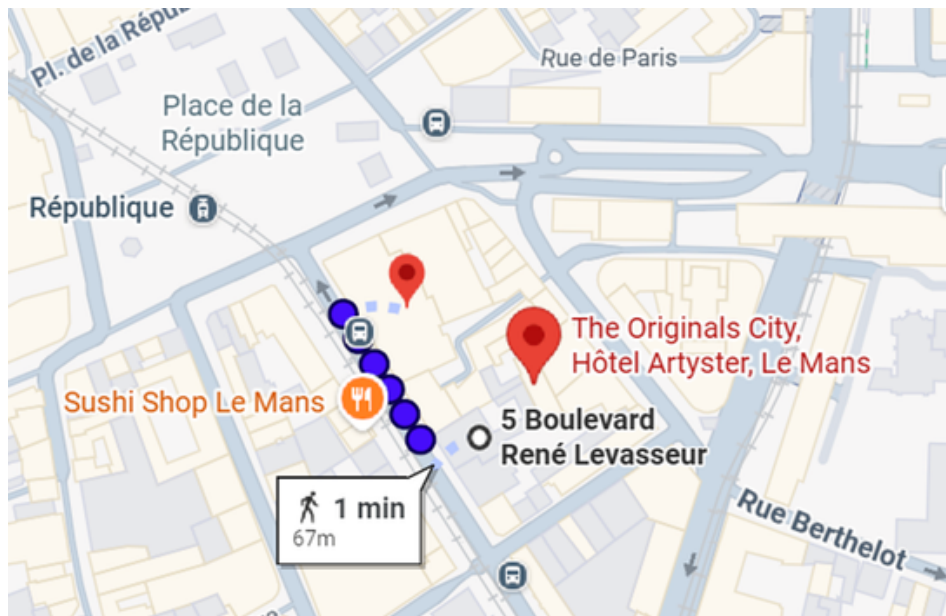 Pl. de la Répub
Rue de Paris
Place de la
République
République
The Originals City,
Hôtel Artyster, Le Mans
Sushi Shop Le Mans
5 Boulevard
René Levasseur
1 min
67m
Rue Berthelot